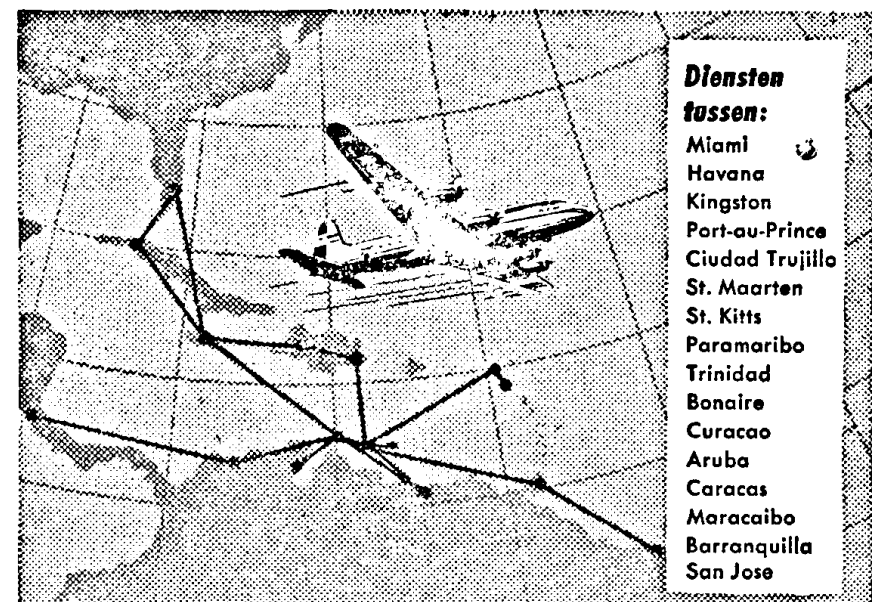 Diensten
tussen:
Miami
Havana
Kingston
Port-au-Prince
Ciudad Trujillo
St. Maarten
St. Kitts
Paramaribo
Trinidad
Bonaire
Curacao
Aruba
Caracas
Maracaibo
Barranquilla
San Jose